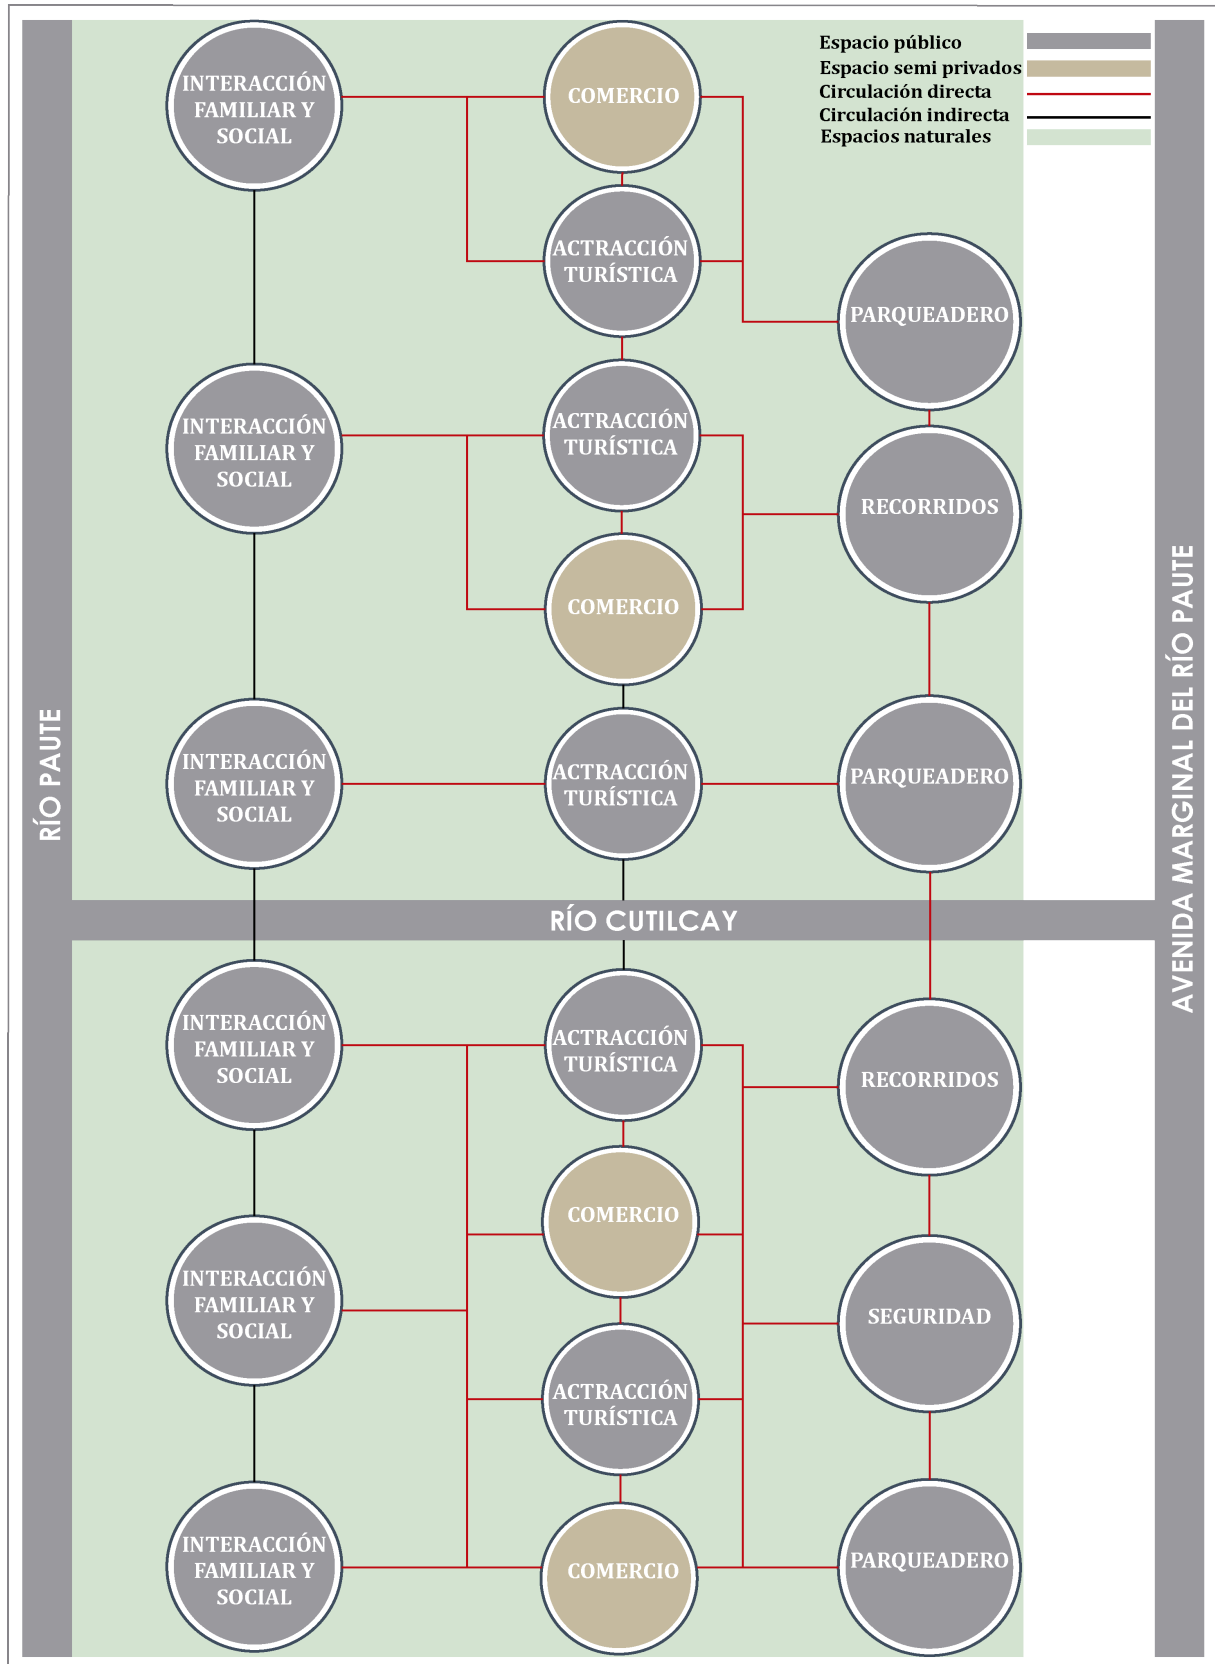 Espacio público
Espacio semi privados
Circulación directa
Circulación indirecta
Espacios naturales
INTERACCIÓN
FAMILIAR Y
SOCIAL
COMERCIO
ACTRACCIÓN
TURÍSTICA
PARQUEADERO
INTERACCIÓN
FAMILIAR Y
SOCIAL
ACTRACCIÓN
TURÍSTICA
RECORRIDOS
COMERCIO
INTERACCIÓN
FAMILIAR Y
SOCIAL
ACTRACCIÓN
TURÍSTICA
PARQUEADERO
RÍO PAUTE
AVENIDA MARGINAL DEL RÍO PAUTE
RÍO CUTILCAY
INTERACCIÓN
FAMILIAR Y
SOCIAL
ACTRACCIÓN
TURÍSTICA
RECORRIDOS
COMERCIO
INTERACCIÓN
FAMILIAR Y
SOCIAL
SEGURIDAD
ACTRACCIÓN
TURÍSTICA
INTERACCIÓN
FAMILIAR Y
SOCIAL
COMERCIO
PARQUEADERO